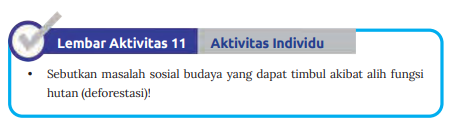 Lembar Aktivitas 11 Aktivitas Individu
• Sebutkan masalah sosial budaya yang dapat timbul akibat alih fungsi
hutan (deforestasi)!